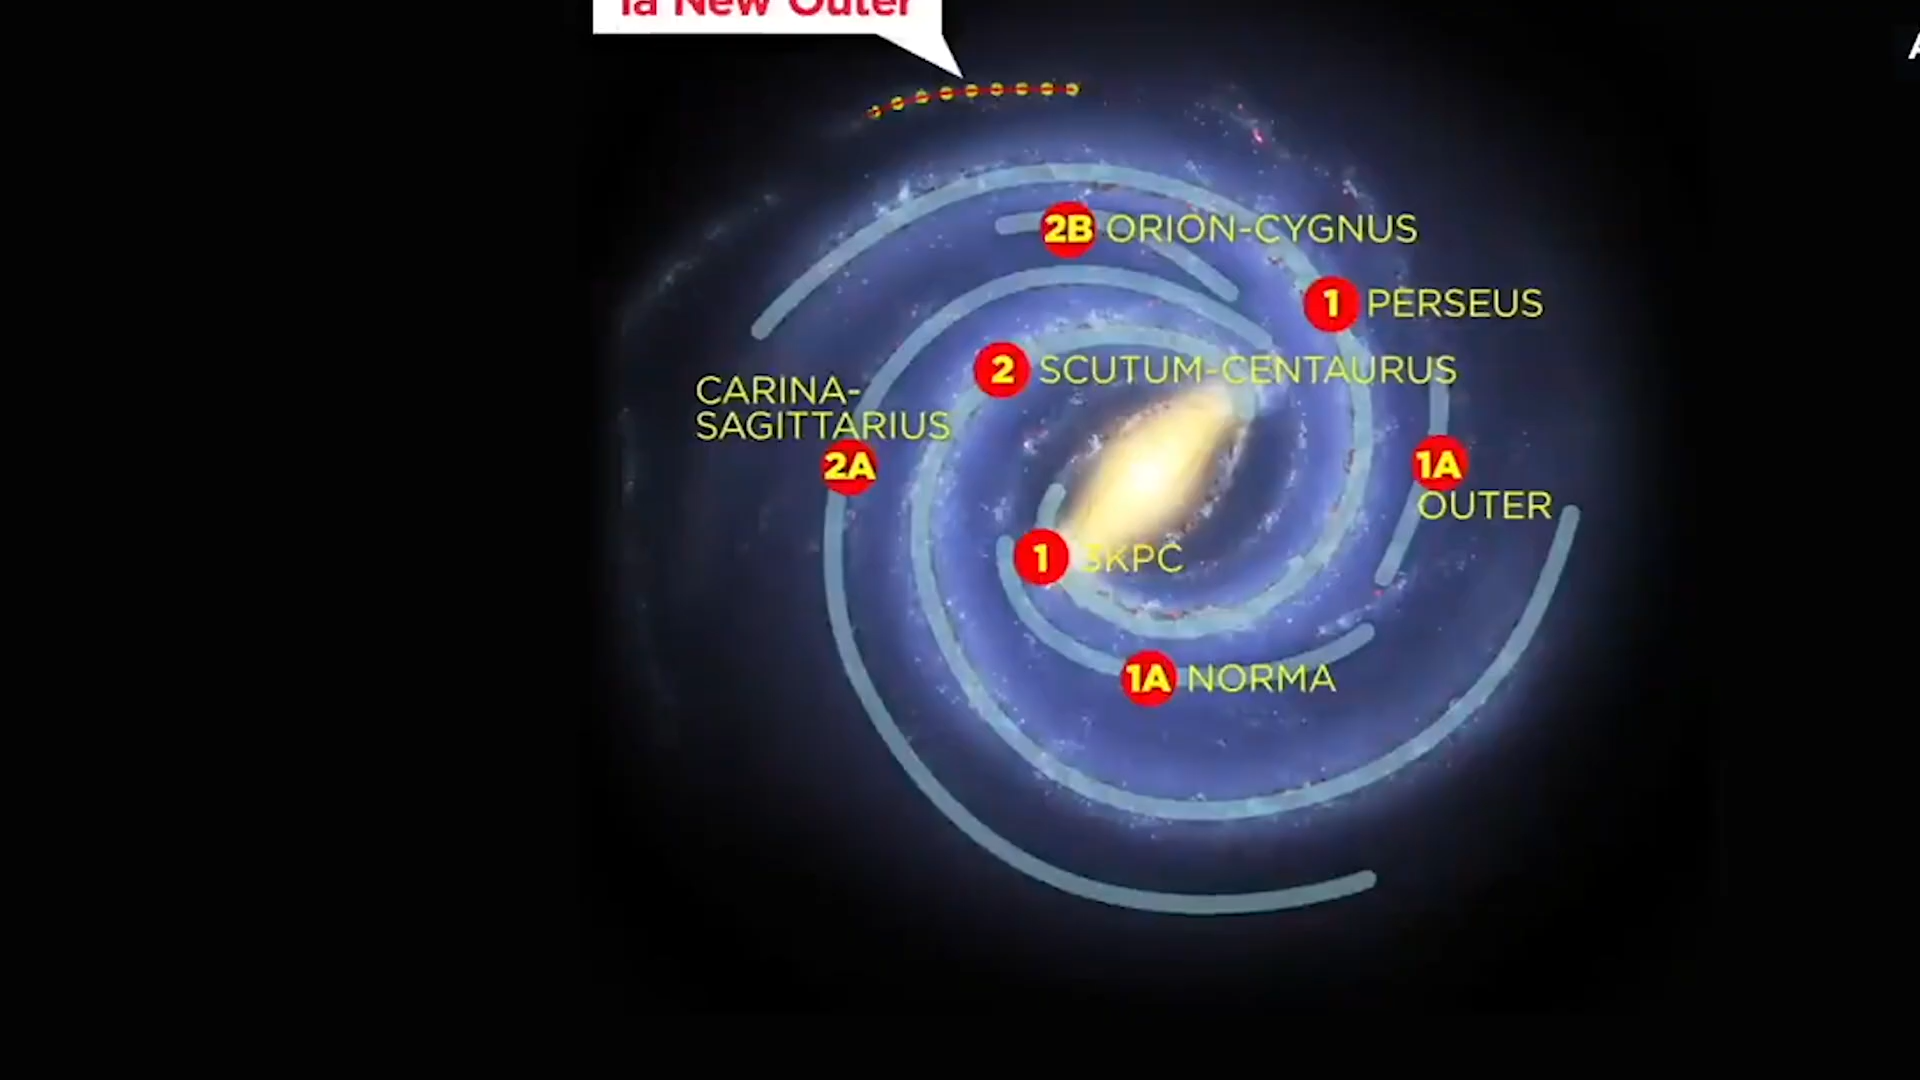 1a New Outer
2B ORION-CYGNUS
1 PERSEUS
2 SCUTUM-CENTAURUS
CARINA-
SAGITTARIUS
2A
1A
OUTER
1 3KPC
1A NORMA